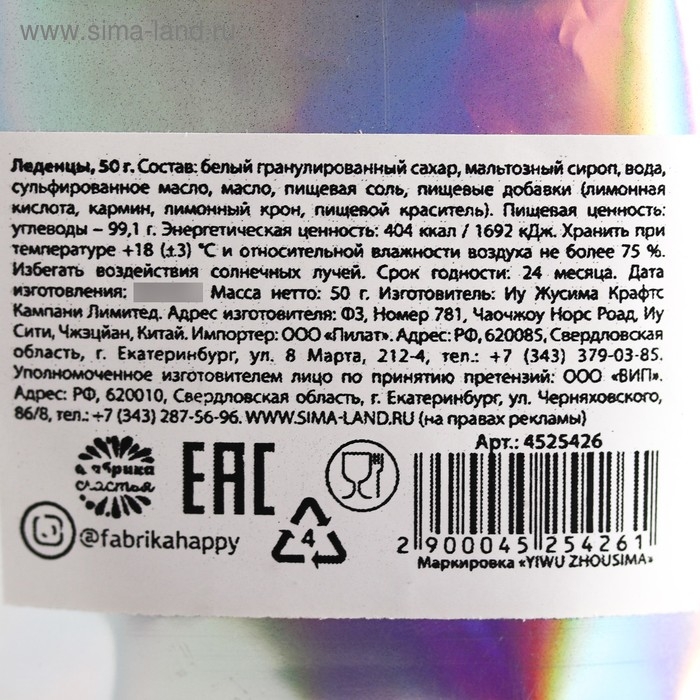 www.sima-land.ru
Леденцы, 50 г. Состав: белый гранулированный сахар, мальтозный сироп, вода,
сульфированное масло, масло, пищевая соль, пищевые добавки (лимонная
кислота, кармин, лимонный крон, пищевой краситель). Пищевая ценность:
углеводы – 99,1 г. Энергетическая ценность: 404 ккал / 1692 кДж. Хранить при
температуре +18 (±3) °С и относительной влажности воздуха не более 75 %.
Избегать воздействия солнечных лучей. Срок годности: 24 месяца. Дата
изготовления: Масса нетто: 50 г. Изготовитель: Иу Жусима Крафтс
Кампани Лимитед. Адрес изготовителя: ФЗ, Номер 781, Чаочжоу Норс Роад, Иу
Сити, Чжэцзян, Китай. Импортер: ООО «Пилат». Адрес: РФ, 620085, Свердловская
область, г. Екатеринбург, ул. 8 Марта, 212-4, тел.: +7 (343) 379-03-85.
Уполномоченное изготовителем лицо по принятию претензий: ООО «ВИП».
Адрес: РФ, 620010, Свердловская область, г. Екатеринбург, ул. Черняховского,
86/8, тел.: +7 (343) 287-56-96. WWW.SIMA-LAND.RU (на правах рекламы)
Арт.: 4525426
фабрика
счастья
EAC
@fabrikahappy
4
2 900045 254261
Маркировка «YIWU ZHOUSIMA»